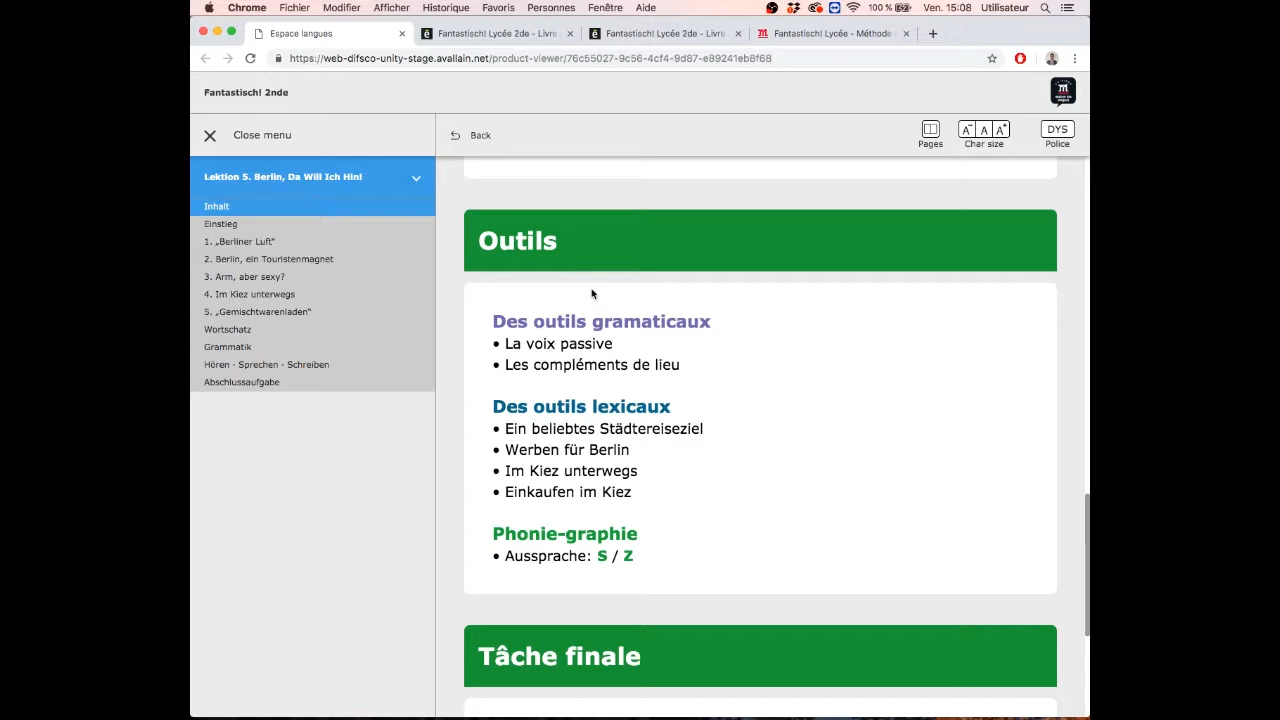 Chrome Fichier Modifier Afficher Historique Favoris Personnes Fenêtre Aide 100 % Ven. 15:08 Utilisateur
Espace langues
Fantastisch! Lycée 2de - Livre
Fantastisch! Lycée 2de - Livre
Fantastisch! Lycée - Méthode
https://web-difsco-unity-stage.avallain.net/product-viewer/76c55027-9c56-4cf4-9d87-e89241eb8f68
Fantastisch! 2nde
Close menu
Back
Pages
A- A A+
Char size
DYS
Police
Lektion 5. Berlin, Da Will Ich Hin!
Inhalt
Einstieg
1. „Berliner Luft"
2. Berlin, ein Touristenmagnet
3. Arm, aber sexy?
4. Im Kiez unterwegs
5. „Gemischtwarenladen"
Wortschatz
Grammatik
Hören - Sprechen - Schreiben
Abschlussaufgabe
Outils
Des outils gramaticaux
• La voix passive
• Les compléments de lieu
Des outils lexicaux
• Ein beliebtes Städtereiseziel
• Werben für Berlin
• Im Kiez unterwegs
• Einkaufen im Kiez
Phonie-graphie
• Aussprache: S / Z
Tâche finale